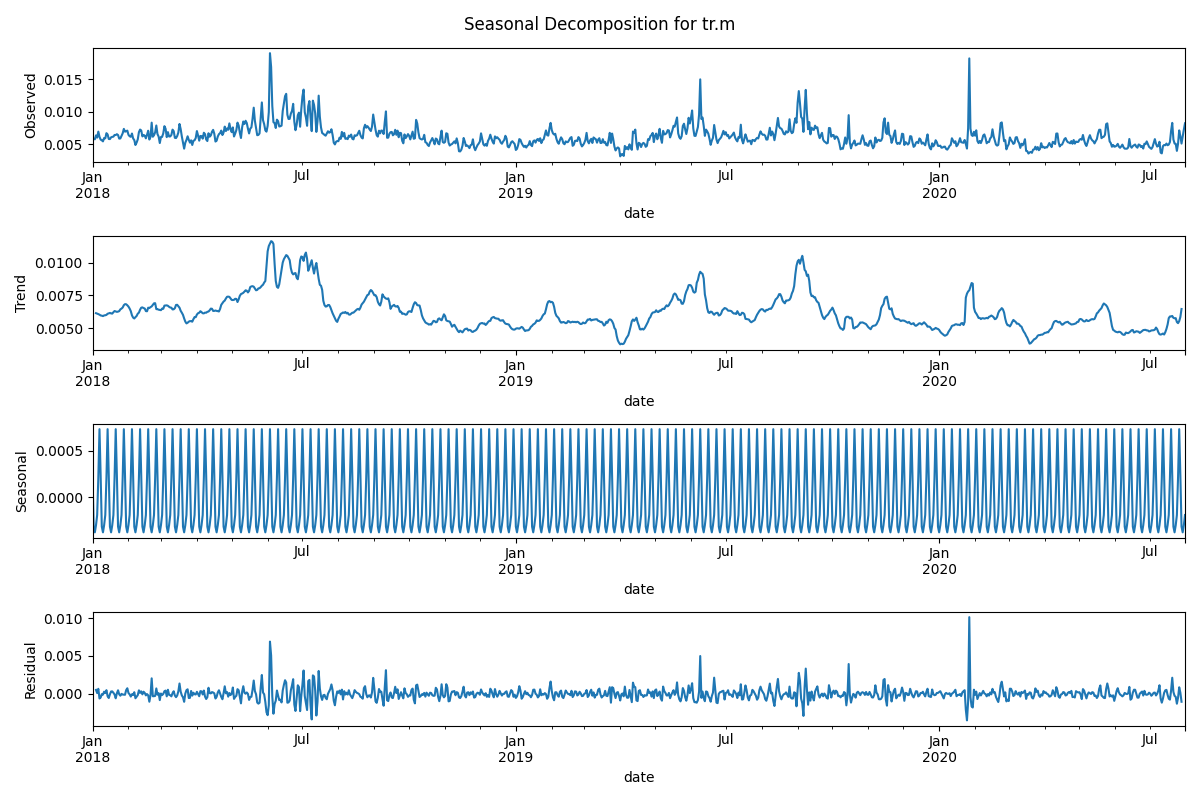 Seasonal Decomposition for tr.m
Observed
0.015
0.010
0.005
Jan Jul Jan Jul Jan Jul
2018 2019 2020
date
Trend
0.0100
0.0075
0.0050
Jan Jul Jan Jul Jan Jul
2018 2019 2020
date
Seasonal
0.0005
0.0000
Jan Jul Jan Jul Jan Jul
2018 2019 2020
date
Residual
0.010
0.005
0.000
Jan Jul Jan Jul Jan Jul
2018 2019 2020
date